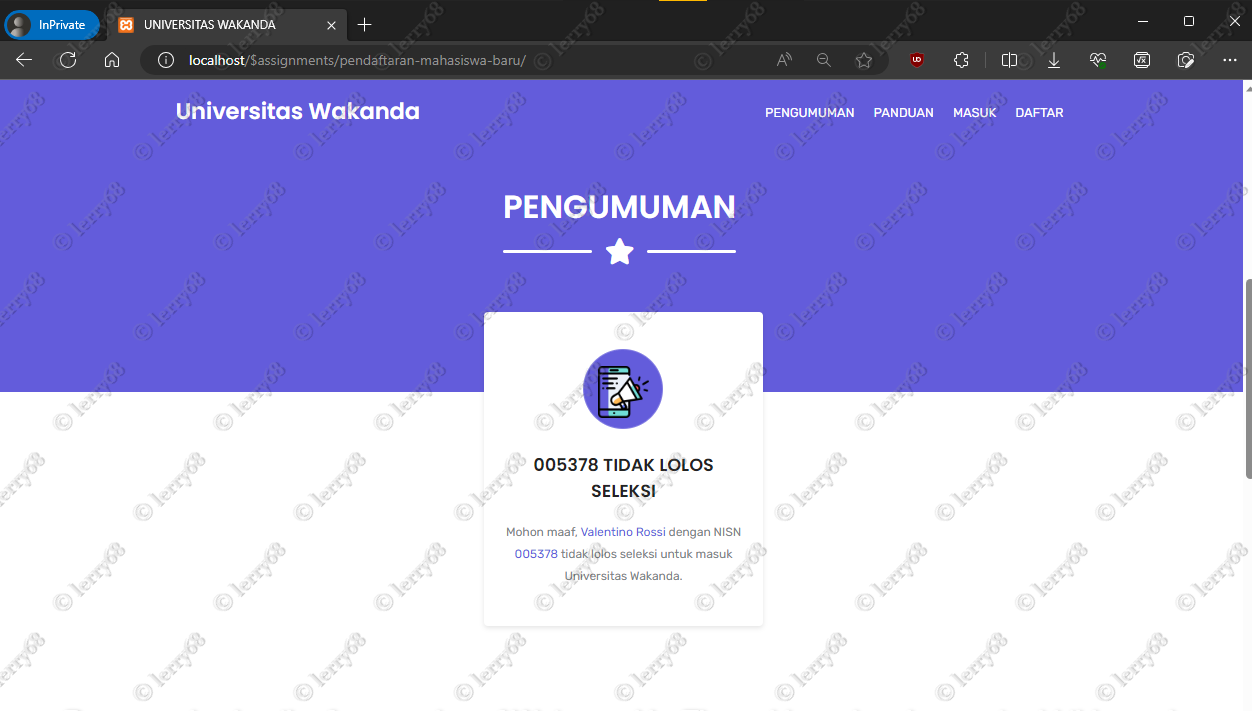 InPrivate
UNIVERSITAS WAKANDA
localhost/$assignments/pendaftaran-mahasiswa-baru/
Universitas Wakanda
PENGUMUMAN PANDUAN MASUK DAFTAR
PENGUMUMAN
005378 TIDAK LOLOS
SELEKSI
Mohon maaf, Valentino Rossi dengan NISN
005378 tidak lolos seleksi untuk masuk
Universitas Wakanda.
© lerry68